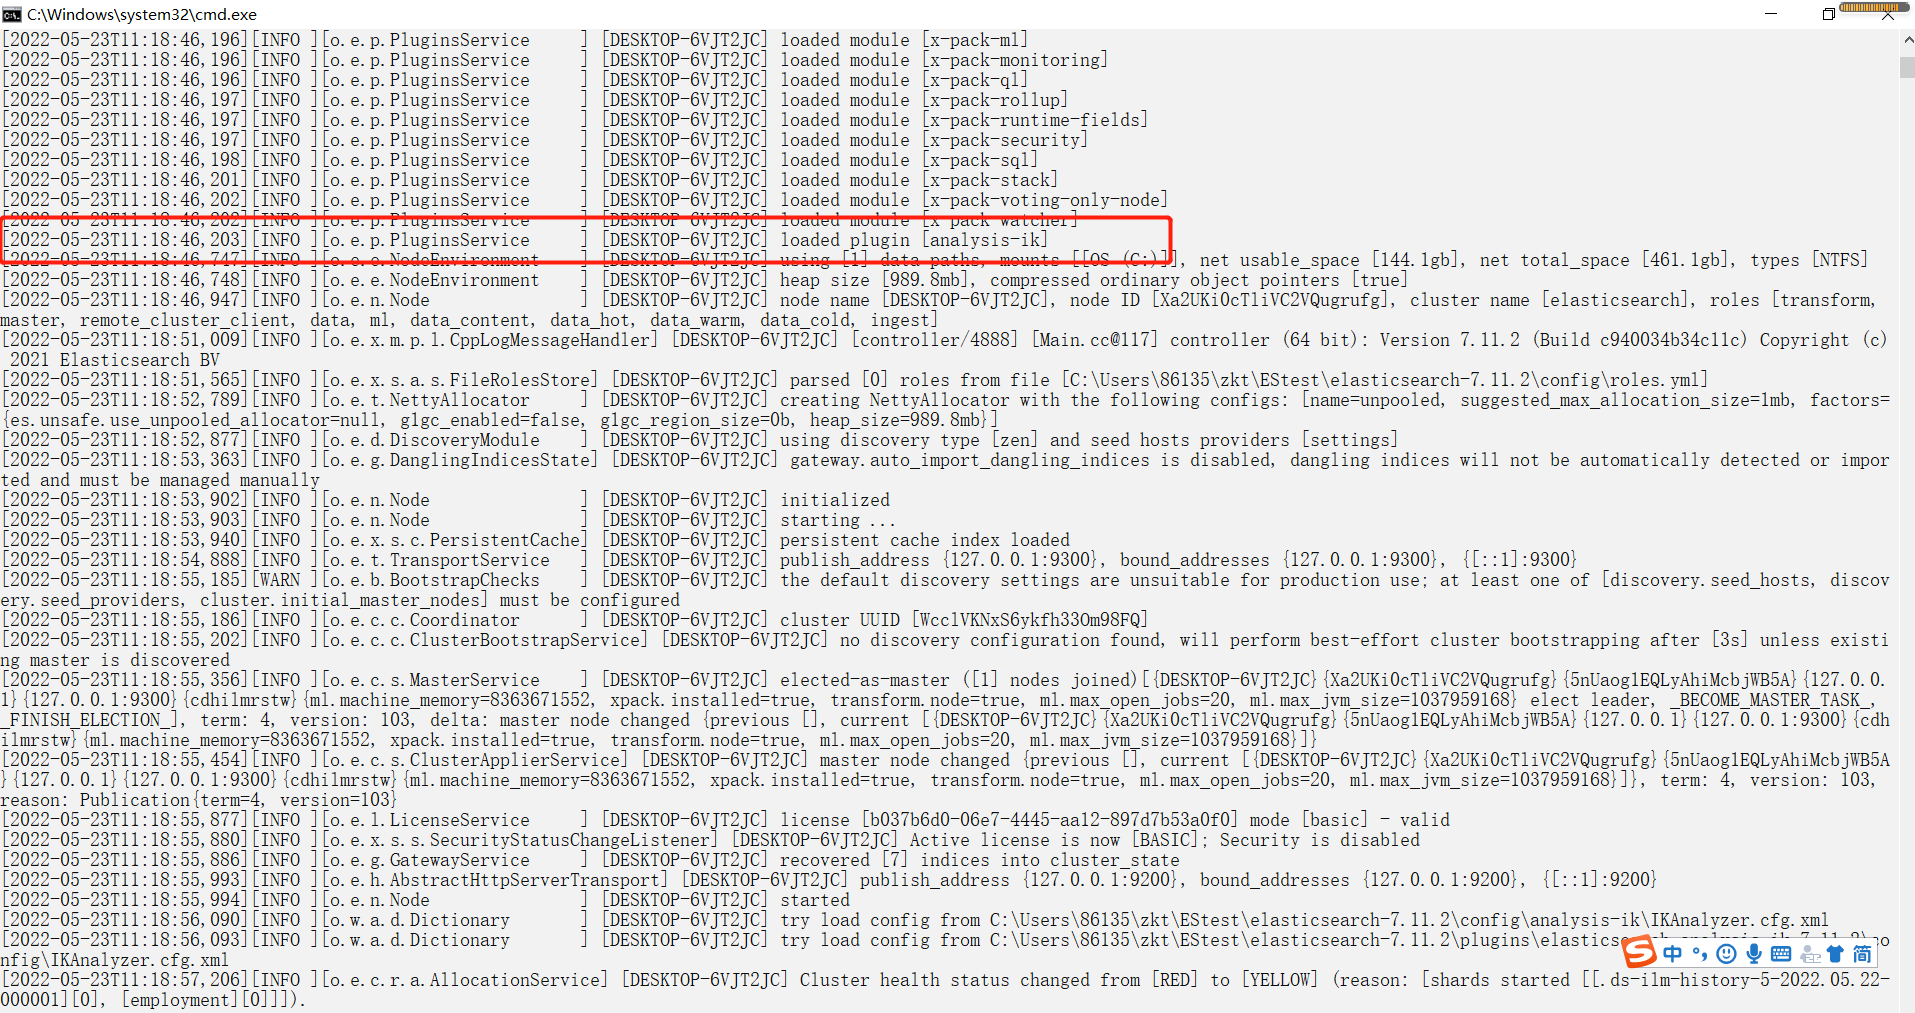 C:\Windows\system32\cmd.exe
[2022-05-23T11:18:46,196][INFO ][o.e.p.PluginsService     ] [DESKTOP-6VJT2JC] loaded module [x-pack-ml]
[2022-05-23T11:18:46,196][INFO ][o.e.p.PluginsService     ] [DESKTOP-6VJT2JC] loaded module [x-pack-monitoring]
[2022-05-23T11:18:46,196][INFO ][o.e.p.PluginsService     ] [DESKTOP-6VJT2JC] loaded module [x-pack-ql]
[2022-05-23T11:18:46,197][INFO ][o.e.p.PluginsService     ] [DESKTOP-6VJT2JC] loaded module [x-pack-rollup]
[2022-05-23T11:18:46,197][INFO ][o.e.p.PluginsService     ] [DESKTOP-6VJT2JC] loaded module [x-pack-runtime-fields]
[2022-05-23T11:18:46,197][INFO ][o.e.p.PluginsService     ] [DESKTOP-6VJT2JC] loaded module [x-pack-security]
[2022-05-23T11:18:46,198][INFO ][o.e.p.PluginsService     ] [DESKTOP-6VJT2JC] loaded module [x-pack-sql]
[2022-05-23T11:18:46,201][INFO ][o.e.p.PluginsService     ] [DESKTOP-6VJT2JC] loaded module [x-pack-stack]
[2022-05-23T11:18:46,202][INFO ][o.e.p.PluginsService     ] [DESKTOP-6VJT2JC] loaded module [x-pack-voting-only-node]
[2022-05-23T11:18:46,202][INFO ][o.e.p.PluginsService     ] [DESKTOP-6VJT2JC] loaded module [x-pack-watcher]
[2022-05-23T11:18:46,203][INFO ][o.e.p.PluginsService     ] [DESKTOP-6VJT2JC] loaded plugin [analysis-ik]
[2022-05-23T11:18:46,747][INFO ][o.e.e.NodeEnvironment    ] [DESKTOP-6VJT2JC] using [1] data paths, mounts [[OS (C:)]], net usable_space [144.1gb], net total_space [461.1gb], types [NTFS]
[2022-05-23T11:18:46,748][INFO ][o.e.e.NodeEnvironment    ] [DESKTOP-6VJT2JC] heap size [989.8mb], compressed ordinary object pointers [true]
[2022-05-23T11:18:46,947][INFO ][o.e.n.Node               ] [DESKTOP-6VJT2JC] node name [DESKTOP-6VJT2JC], node ID [Xa2UKi0cTliVC2VQugrufg], cluster name [elasticsearch], roles [transform,
master, remote_cluster_client, data, ml, data_content, data_hot, data_warm, data_cold, ingest]
[2022-05-23T11:18:51,009][INFO ][o.e.x.m.p.l.CppLogMessageHandler] [DESKTOP-6VJT2JC] [controller/4888] [Main.cc@117] controller (64 bit): Version 7.11.2 (Build c940034b34c11c) Copyright (c)
2021 Elasticsearch BV
[2022-05-23T11:18:51,565][INFO ][o.e.x.s.a.s.FileRolesStore] [DESKTOP-6VJT2JC] parsed [0] roles from file [C:\Users\86135\zkt\EStest\elasticsearch-7.11.2\config\roles.yml]
[2022-05-23T11:18:52,789][INFO ][o.e.t.NettyAllocator     ] [DESKTOP-6VJT2JC] creating NettyAllocator with the following configs: [name=unpooled, suggested_max_allocation_size=1mb, factors=
{es.unsafe.use_unpooled_allocator=null, g1gc_enabled=false, g1gc_region_size=0b, heap_size=989.8mb}]
[2022-05-23T11:18:52,877][INFO ][o.e.d.DiscoveryModule    ] [DESKTOP-6VJT2JC] using discovery type [zen] and seed hosts providers [settings]
[2022-05-23T11:18:53,363][INFO ][o.e.g.DanglingIndicesState] [DESKTOP-6VJT2JC] gateway.auto_import_dangling_indices is disabled, dangling indices will not be automatically detected or impor
ted and must be managed manually
[2022-05-23T11:18:53,902][INFO ][o.e.n.Node               ] [DESKTOP-6VJT2JC] initialized
[2022-05-23T11:18:53,903][INFO ][o.e.n.Node               ] [DESKTOP-6VJT2JC] starting ...
[2022-05-23T11:18:53,940][INFO ][o.e.x.s.c.PersistentCache] [DESKTOP-6VJT2JC] persistent cache index loaded
[2022-05-23T11:18:54,888][INFO ][o.e.t.TransportService   ] [DESKTOP-6VJT2JC] publish_address {127.0.0.1:9300}, bound_addresses {127.0.0.1:9300}, {[::1]:9300}
[2022-05-23T11:18:55,185][WARN ][o.e.b.BootstrapChecks    ] [DESKTOP-6VJT2JC] the default discovery settings are unsuitable for production use; at least one of [discovery.seed_hosts, discov
ery.seed_providers, cluster.initial_master_nodes] must be configured
[2022-05-23T11:18:55,186][INFO ][o.e.c.c.Coordinator      ] [DESKTOP-6VJT2JC] cluster UUID [WcclVKNxS6ykfh33Om98FQ]
[2022-05-23T11:18:55,202][INFO ][o.e.c.c.ClusterBootstrapService] [DESKTOP-6VJT2JC] no discovery configuration found, will perform best-effort cluster bootstrapping after [3s] unless existi
ng master is discovered
[2022-05-23T11:18:55,356][INFO ][o.e.c.s.MasterService    ] [DESKTOP-6VJT2JC] elected-as-master ([1] nodes joined)[{DESKTOP-6VJT2JC}{Xa2UKi0cTliVC2VQugrufg}{5nUaoglEQLyAhiMcbjWB5A}{127.0.0.
1}{127.0.0.1:9300}{cdhilmrstw}{ml.machine_memory=8363671552, xpack.installed=true, transform.node=true, ml.max_open_jobs=20, ml.max_jvm_size=1037959168} elect leader, _BECOME_MASTER_TASK_,
_FINISH_ELECTION_], term: 4, version: 103, delta: master node changed {previous [], current [{DESKTOP-6VJT2JC}{Xa2UKi0cTliVC2VQugrufg}{5nUaoglEQLyAhiMcbjWB5A}{127.0.0.1}{127.0.0.1:9300}{cdh
ilmrstw}{ml.machine_memory=8363671552, xpack.installed=true, transform.node=true, ml.max_open_jobs=20, ml.max_jvm_size=1037959168}]}
[2022-05-23T11:18:55,454][INFO ][o.e.c.s.ClusterApplierService] [DESKTOP-6VJT2JC] master node changed {previous [], current [{DESKTOP-6VJT2JC}{Xa2UKi0cTliVC2VQugrufg}{5nUaoglEQLyAhiMcbjWB5A
}{127.0.0.1}{127.0.0.1:9300}{cdhilmrstw}{ml.machine_memory=8363671552, xpack.installed=true, transform.node=true, ml.max_open_jobs=20, ml.max_jvm_size=1037959168}]}, term: 4, version: 103,
reason: Publication{term=4, version=103}
[2022-05-23T11:18:55,877][INFO ][o.e.l.LicenseService     ] [DESKTOP-6VJT2JC] license [b037b6d0-06e7-4445-aa12-897d7b53a0f0] mode [basic] - valid
[2022-05-23T11:18:55,880][INFO ][o.e.x.s.s.SecurityStatusChangeListener] [DESKTOP-6VJT2JC] Active license is now [BASIC]; Security is disabled
[2022-05-23T11:18:55,886][INFO ][o.e.g.GatewayService     ] [DESKTOP-6VJT2JC] recovered [7] indices into cluster_state
[2022-05-23T11:18:55,993][INFO ][o.e.h.AbstractHttpServerTransport] [DESKTOP-6VJT2JC] publish_address {127.0.0.1:9200}, bound_addresses {127.0.0.1:9200}, {[::1]:9200}
[2022-05-23T11:18:55,994][INFO ][o.e.n.Node               ] [DESKTOP-6VJT2JC] started
[2022-05-23T11:18:56,090][INFO ][o.w.a.d.Dictionary       ] [DESKTOP-6VJT2JC] try load config from C:\Users\86135\zkt\EStest\elasticsearch-7.11.2\config\analysis-ik\IKAnalyzer.cfg.xml
[2022-05-23T11:18:56,093][INFO ][o.w.a.d.Dictionary       ] [DESKTOP-6VJT2JC] try load config from C:\Users\86135\zkt\EStest\elasticsearch-7.11.2\plugins\elasticse
nfig\IKAnalyzer.cfg.xml
中 简
[2022-05-23T11:18:57,206][INFO ][o.e.c.r.a.AllocationService] [DESKTOP-6VJT2JC] Cluster health status changed from [RED] to [YELLOW] (reason: [shards started [[.ds-ilm-history-5-2022.05.22-
000001][0], [employment][0]]]).